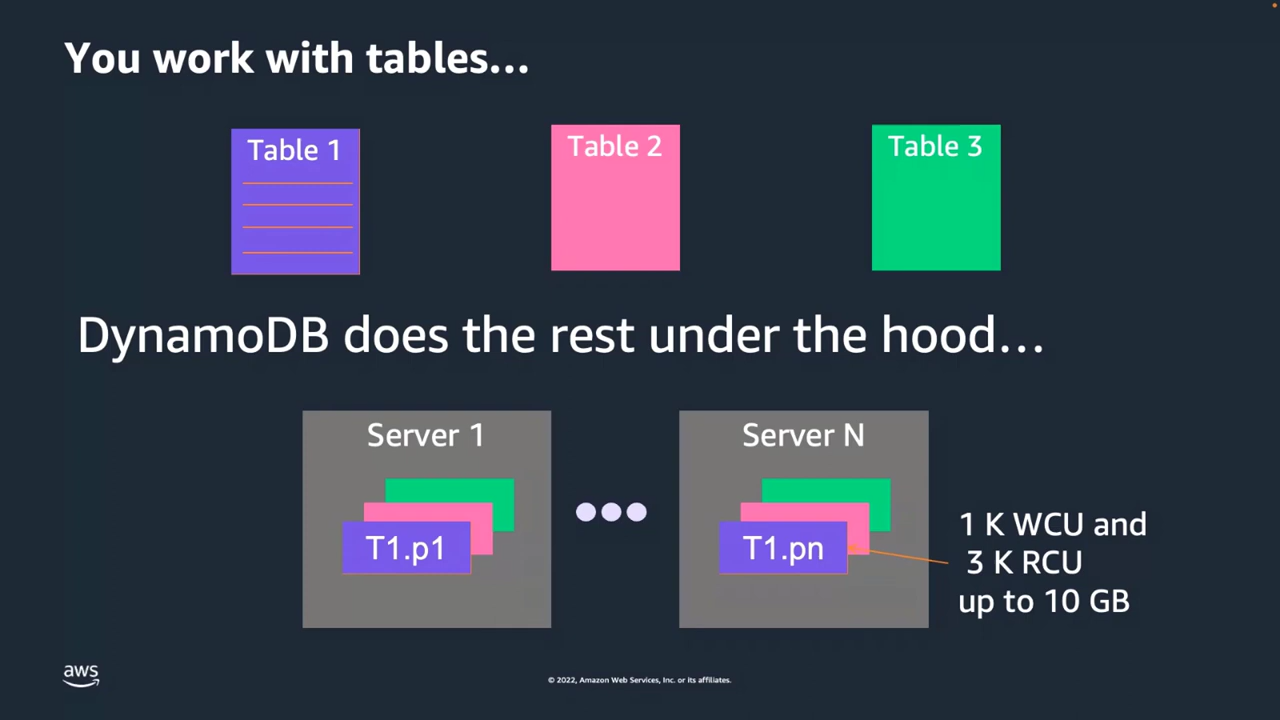 You work with tables...
Table 1
Table 2
Table 3
DynamoDB does the rest under the hood...
Server 1
Server N
T1.p1
T1.pn
1 K WCU and
3 K RCU
up to 10 GB
aws
© 2022, Amazon Web Services, Inc. or its affiliates.